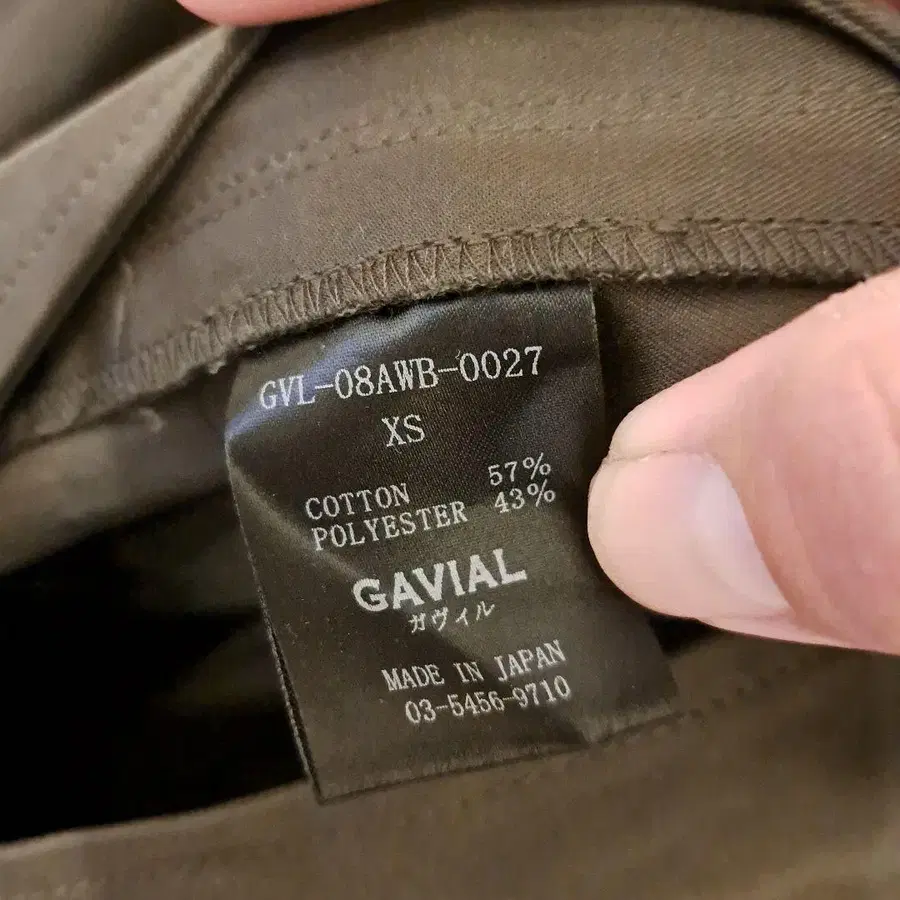 GVL-08AWB-0027
XS
COTTON 57%
POLYESTER 43%
GAVIAL
ガヴィル
MADE IN JAPAN
03-5456-9710